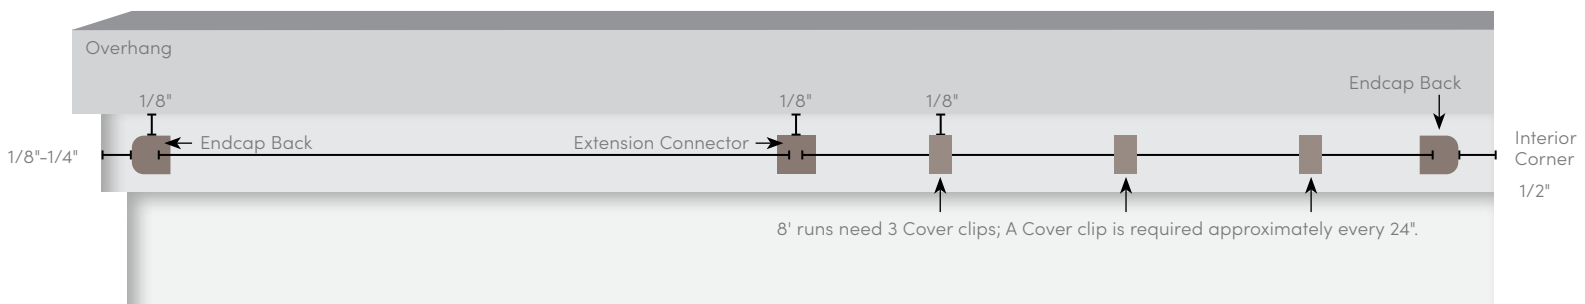 Overhang
Endcap Back
1/8"
1/8"
1/8"
Endcap Back
Extension Connector
Interior
Corner
1/8"-1/4"
1/2"
8' runs need 3 Cover clips; A Cover clip is required approximately every 24".